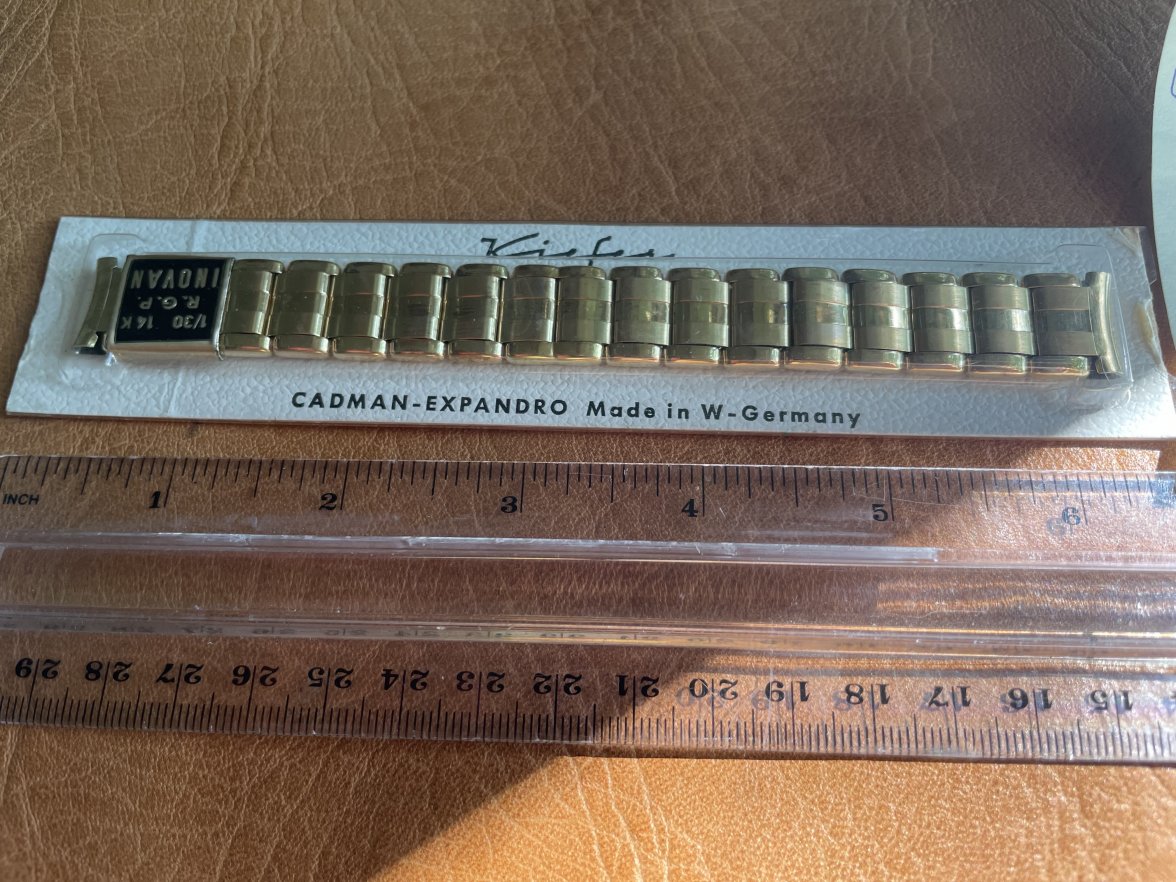 Kiefer
1/30 14 K
R.G.P
INOVAN
CADMAN-EXPANDRO Made in W-Germany
INCH 1 2 3 4 5 6
15 16 17 18 19 20 21 22 23 24 25 26 27 28 29